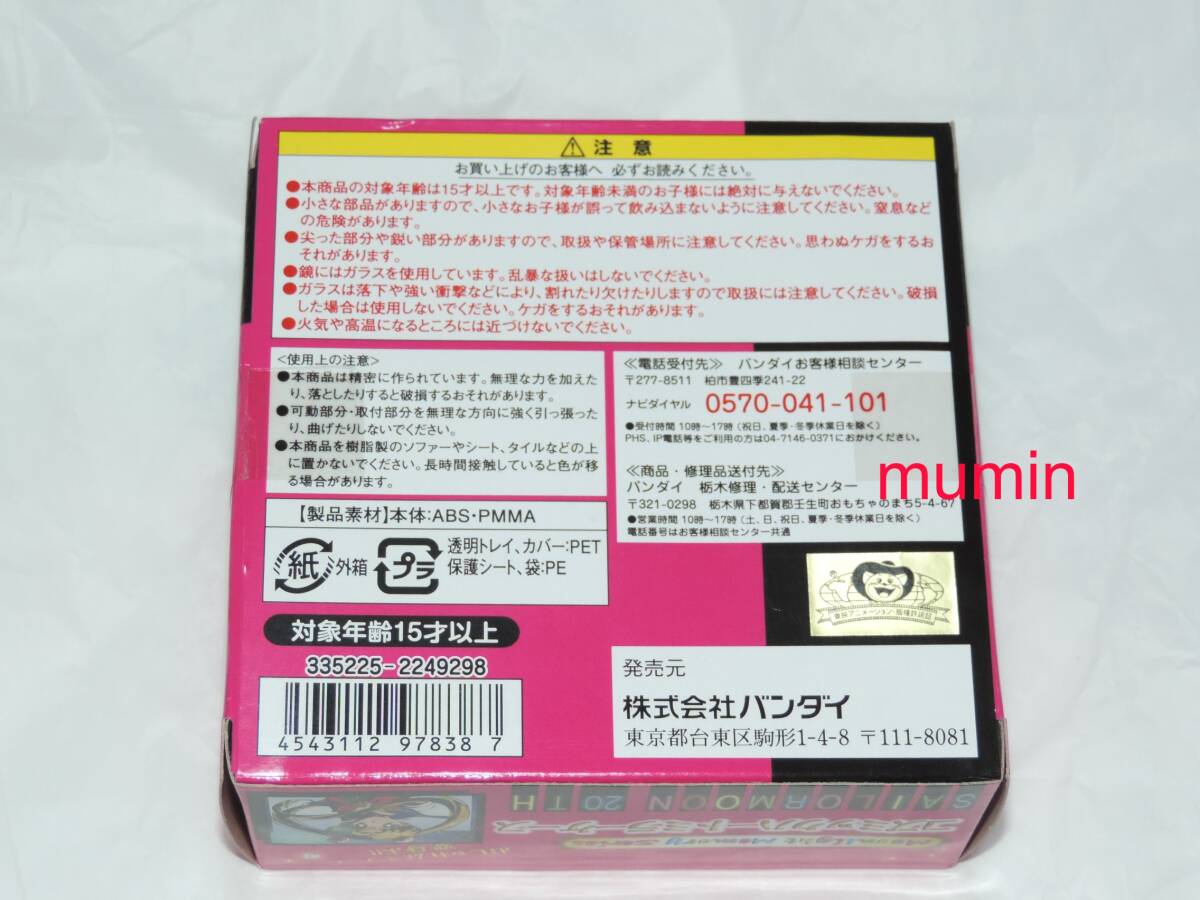 注意
お買い上げのお客様へ 必ずお読みください。
●本商品の対象年齢は15才以上です。対象年齢未満のお子様には絶対に与えないでください。
●小さな部品がありますので、小さなお子様が誤って飲み込まないように注意してください。窒息など
の危険があります。
●尖った部分や鋭い部分がありますので、取扱や保管場所に注意してください。思わぬケガをするお
それがあります。
●鏡にはガラスを使用しています。乱暴な扱いはしないでください。
●ガラスは落下や強い衝撃などにより、割れたり欠けたりしますので取扱には注意してください。破損
した場合は使用しないでください。ケガをするおそれがあります。
●火気や高温になるところには近づけないでください。
<使用上の注意>
●本商品は精密に作られています。無理な力を加えた
り、落としたりすると破損するおそれがあります。
●可動部分・取付部分を無理な方向に強く引っ張った
り、曲げたりしないでください。
●本商品を樹脂製のソファーやシート、タイルなどの上
に置かないでください。長時間接触していると色が移
る場合があります。
【製品素材】本体:ABS・PMMA
紙 外箱
プラ 透明トレイ、カバー:PET
保護シート、袋:PE
対象年齢15才以上
335225-2249298
4543112 978387
≪電話受付先≫ バンダイお客様相談センター
〒277-8511 柏市豊四季241-22
ナビダイヤル 0570-041-101
●受付時間 10時〜17時 (祝日、夏季・冬季休業日を除く)
PHS、IP電話等をご利用の方は04-7146-0371におかけください。
≪商品・修理品送付先≫
バンダイ 栃木修理・配送センター
〒321-0298 栃木県下都賀郡壬生町おもちゃのまち5-4-67
●営業時間 10時〜17時 (土、日、祝日、夏季・冬季休業日を除く)
電話番号はお客様相談センター共通
mumin
東映アニメーション・版権許諾証
発売元
株式会社バンダイ
東京都台東区駒形1-4-8 〒111-8081
SAILORMOON 20TH
コズミックハートミラーケース
Moonlight Memory Series